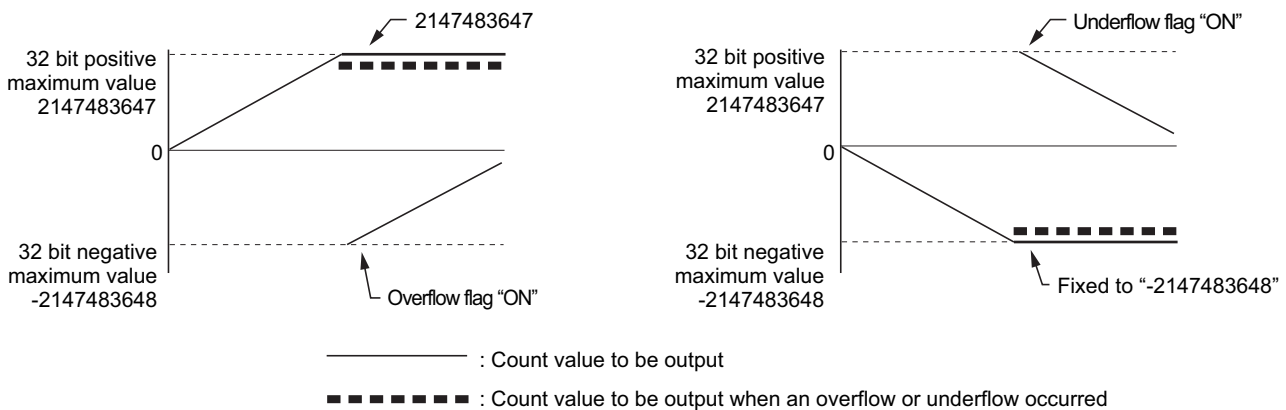 2147483647
32 bit positive
maximum value
2147483647
0
32 bit negative
maximum value
-2147483648
Overflow flag “ON”
Underflow flag “ON”
32 bit positive
maximum value
2147483647
0
32 bit negative
maximum value
-2147483648
Fixed to “-2147483648”
: Count value to be output
: Count value to be output when an overflow or underflow occurred